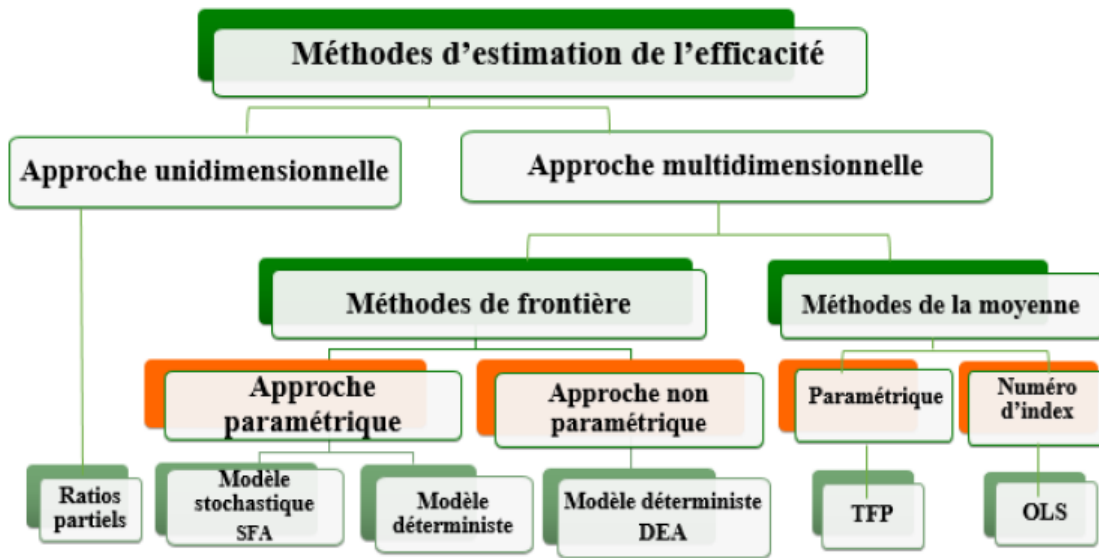 Méthodes d’estimation de l’efficacité
Approche unidimensionnelle
Approche multidimensionnelle
Méthodes de frontière
Méthodes de la moyenne
Approche
paramétrique
Approche non
paramétrique
Paramétrique
Numéro
d’index
Ratios
partiels
Modèle
stochastique
SFA
Modèle
déterministe
Modèle déterministe
DEA
TFP
OLS